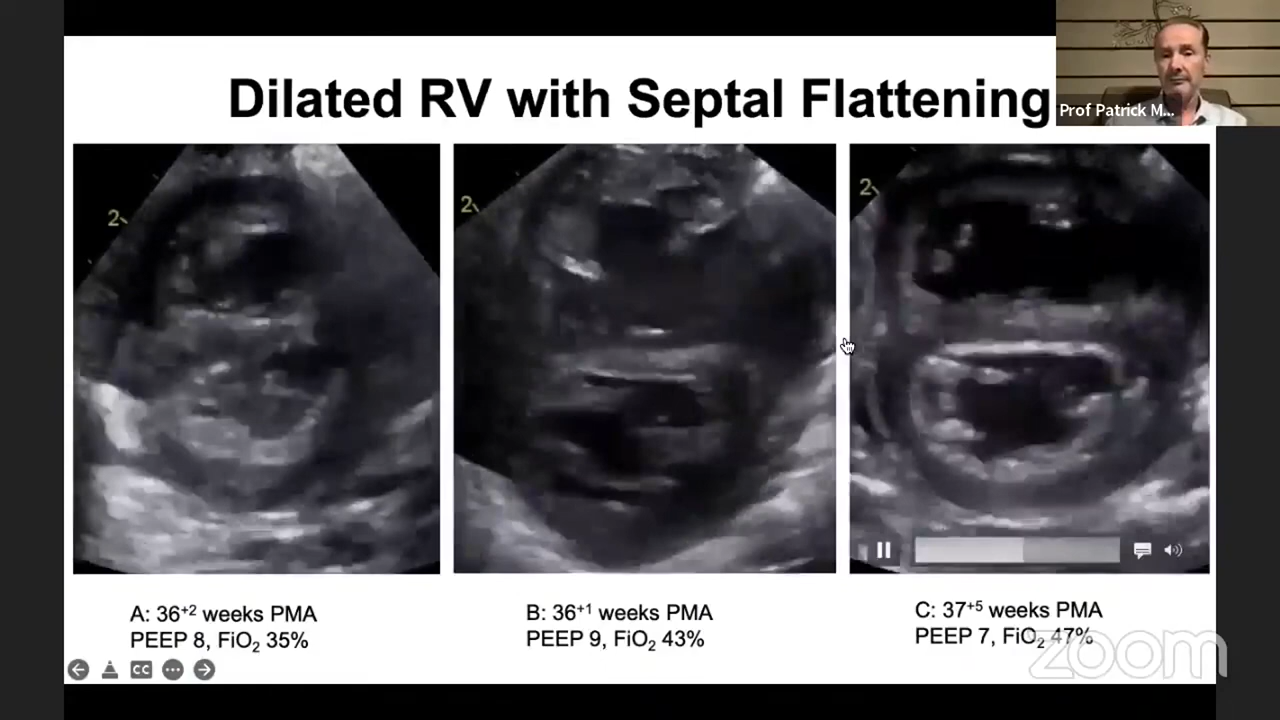 Dilated RV with Septal Flattening
Prof Patrick M...
2
2
2
A: 36+2 weeks PMA
PEEP 8, FiO2 35%
B: 36+1 weeks PMA
PEEP 9, FiO2 43%
C: 37+5 weeks PMA
PEEP 7, FiO2 47%
CC
zoom